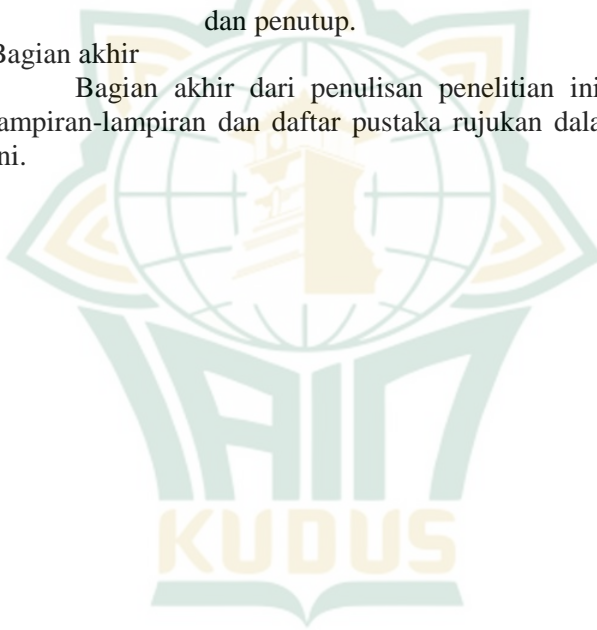 dan penutup.
Bagian akhir
Bagian akhir dari penulisan penelitian ini
ampiran-lampiran dan daftar pustaka rujukan dala
ni.
IAIN
KUDUS